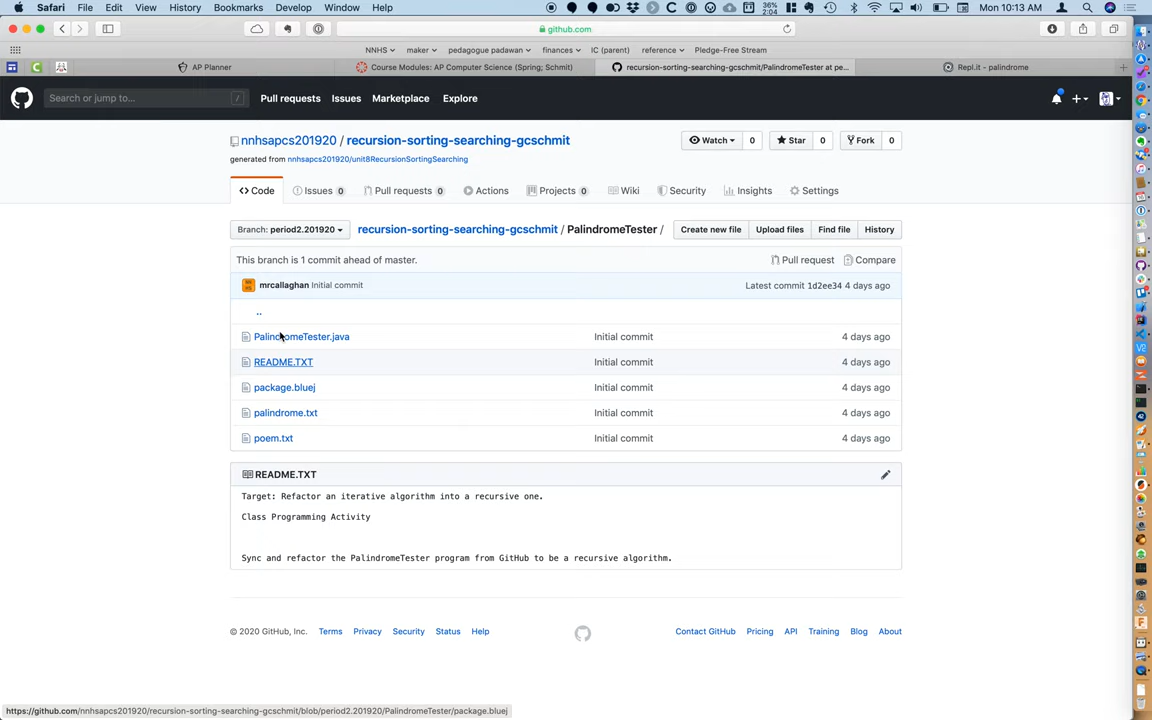 Safari File Edit View History Bookmarks Develop Window Help 36% 2:04 Mon 10:13 AM
github.com
NNHS maker pedagogue padawan finances IC (parent) reference Pledge-Free Stream
AP Planner Course Modules: AP Computer Science (Spring; Schmit) recursion-sorting-searching-gcschmit/PalindromeTester at pe... Repl.it - palindrome
Search or jump to... / Pull requests Issues Marketplace Explore
nnhsapcs201920 / recursion-sorting-searching-gcschmit Watch 0 Star 0 Fork 0
generated from nnhsapcs201920/unit8RecursionSortingSearching
Code Issues 0 Pull requests 0 Actions Projects 0 Wiki Security Insights Settings
Branch: period2.201920 recursion-sorting-searching-gcschmit / PalindromeTester / Create new file Upload files Find file History
This branch is 1 commit ahead of master. Pull request Compare
mrcallaghan Initial commit Latest commit 1d2ee34 4 days ago
..
PalindromeTester.java Initial commit 4 days ago
README.TXT Initial commit 4 days ago
package.bluej Initial commit 4 days ago
palindrome.txt Initial commit 4 days ago
poem.txt Initial commit 4 days ago
README.TXT
Target: Refactor an iterative algorithm into a recursive one.
Class Programming Activity
Sync and refactor the PalindromeTester program from GitHub to be a recursive algorithm.
© 2020 GitHub, Inc. Terms Privacy Security Status Help Contact GitHub Pricing API Training Blog About
https://github.com/nnhsapcs201920/recursion-sorting-searching-gcschmit/blob/period2.201920/PalindromeTester/package.bluej